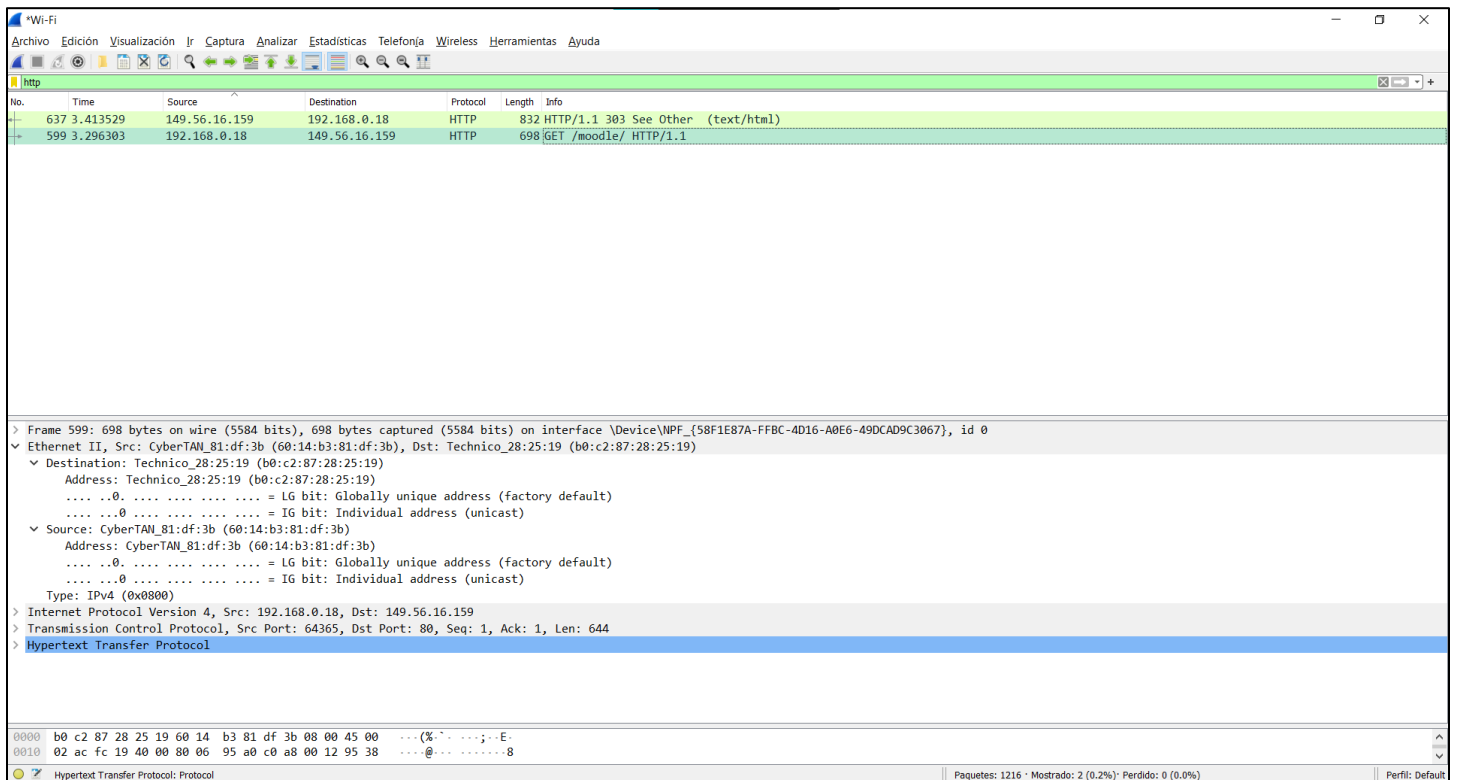 *Wi-Fi
Archivo Edición Visualización Ir Captura Analizar Estadísticas Telefonía Wireless Herramientas Ayuda
http
No. Time Source Destination Protocol Length Info
637 3.413529 149.56.16.159 192.168.0.18 HTTP 832 HTTP/1.1 303 See Other (text/html)
599 3.296303 192.168.0.18 149.56.16.159 HTTP 698 GET /moodle/ HTTP/1.1
> Frame 599: 698 bytes on wire (5584 bits), 698 bytes captured (5584 bits) on interface \Device\NPF_{58F1E87A-FFBC-4D16-A0E6-49DCAD9C3067}, id 0
Ethernet II, Src: CyberTAN_81:df:3b (60:14:b3:81:df:3b), Dst: Technico_28:25:19 (b0:c2:87:28:25:19)
Destination: Technico_28:25:19 (b0:c2:87:28:25:19)
Address: Technico_28:25:19 (b0:c2:87:28:25:19)
.... ..0. .... .... .... .... = LG bit: Globally unique address (factory default)
.... ...0 .... .... .... .... = IG bit: Individual address (unicast)
Source: CyberTAN_81:df:3b (60:14:b3:81:df:3b)
Address: CyberTAN_81:df:3b (60:14:b3:81:df:3b)
.... ..0. .... .... .... .... = LG bit: Globally unique address (factory default)
.... ...0 .... .... .... .... = IG bit: Individual address (unicast)
Type: IPv4 (0x0800)
> Internet Protocol Version 4, Src: 192.168.0.18, Dst: 149.56.16.159
> Transmission Control Protocol, Src Port: 64365, Dst Port: 80, Seq: 1, Ack: 1, Len: 644
> Hypertext Transfer Protocol
0000 b0 c2 87 28 25 19 60 14 b3 81 df 3b 08 00 45 00 ···(%·`· ···;··E·
0010 02 ac fc 19 40 00 80 06 95 a0 c0 a8 00 12 95 38 ····@··· ·······8
Hypertext Transfer Protocol: Protocol Paquetes: 1216 · Mostrado: 2 (0.2%)· Perdido: 0 (0.0%) Perfil: Default